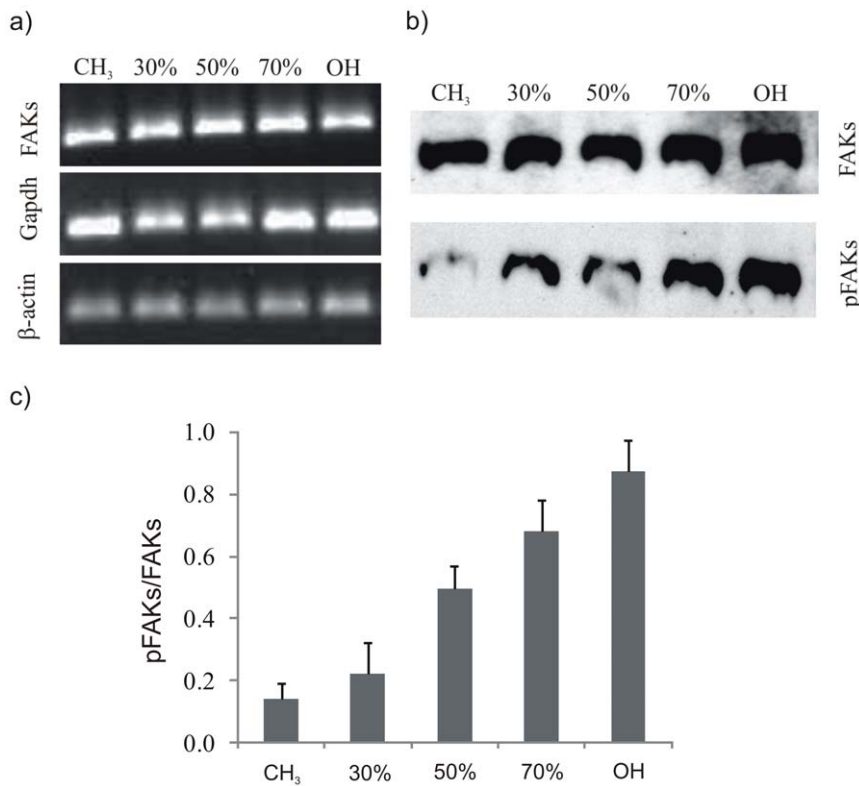 a)
CH₃ 30% 50% 70% OH
FAKs
Gapdh
β-actin
b)
CH₃ 30% 50% 70% OH
FAKs
pFAKs
c)
pFAKs/FAKs
1.0
0.8
0.6
0.4
0.2
0.0
CH₃ 30% 50% 70% OH